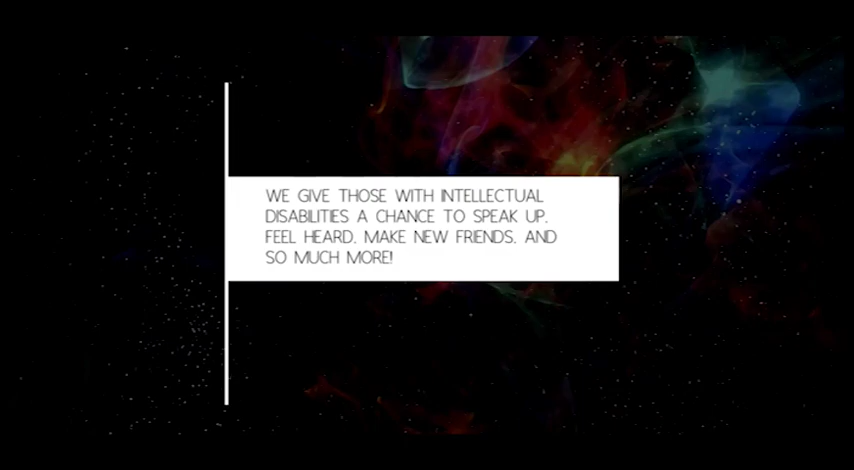 WE GIVE THOSE WITH INTELLECTUAL
DISABILITIES A CHANCE TO SPEAK UP,
FEEL HEARD, MAKE NEW FRIENDS, AND
SO MUCH MORE!